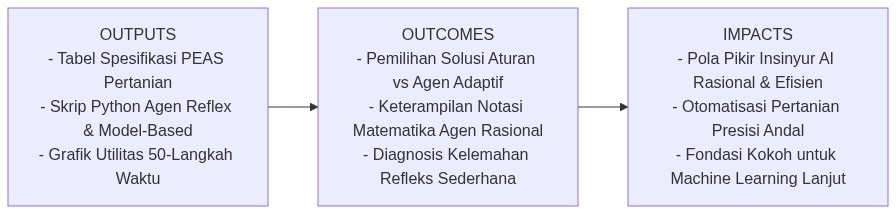 OUTPUTS
- Tabel Spesifikasi PEAS
Pertanian
- Skrip Python Agen Reflex
& Model-Based
- Grafik Utilitas 50-Langkah
Waktu
OUTCOMES
- Pemilihan Solusi Aturan
vs Agen Adaptif
- Keterampilan Notasi
Matematika Agen Rasional
- Diagnosis Kelemahan
Refleks Sederhana
IMPACTS
- Pola Pikir Insinyur AI
Rasional & Efisien
- Otomatisasi Pertanian
Presisi Andal
- Fondasi Kokoh untuk
Machine Learning Lanjut